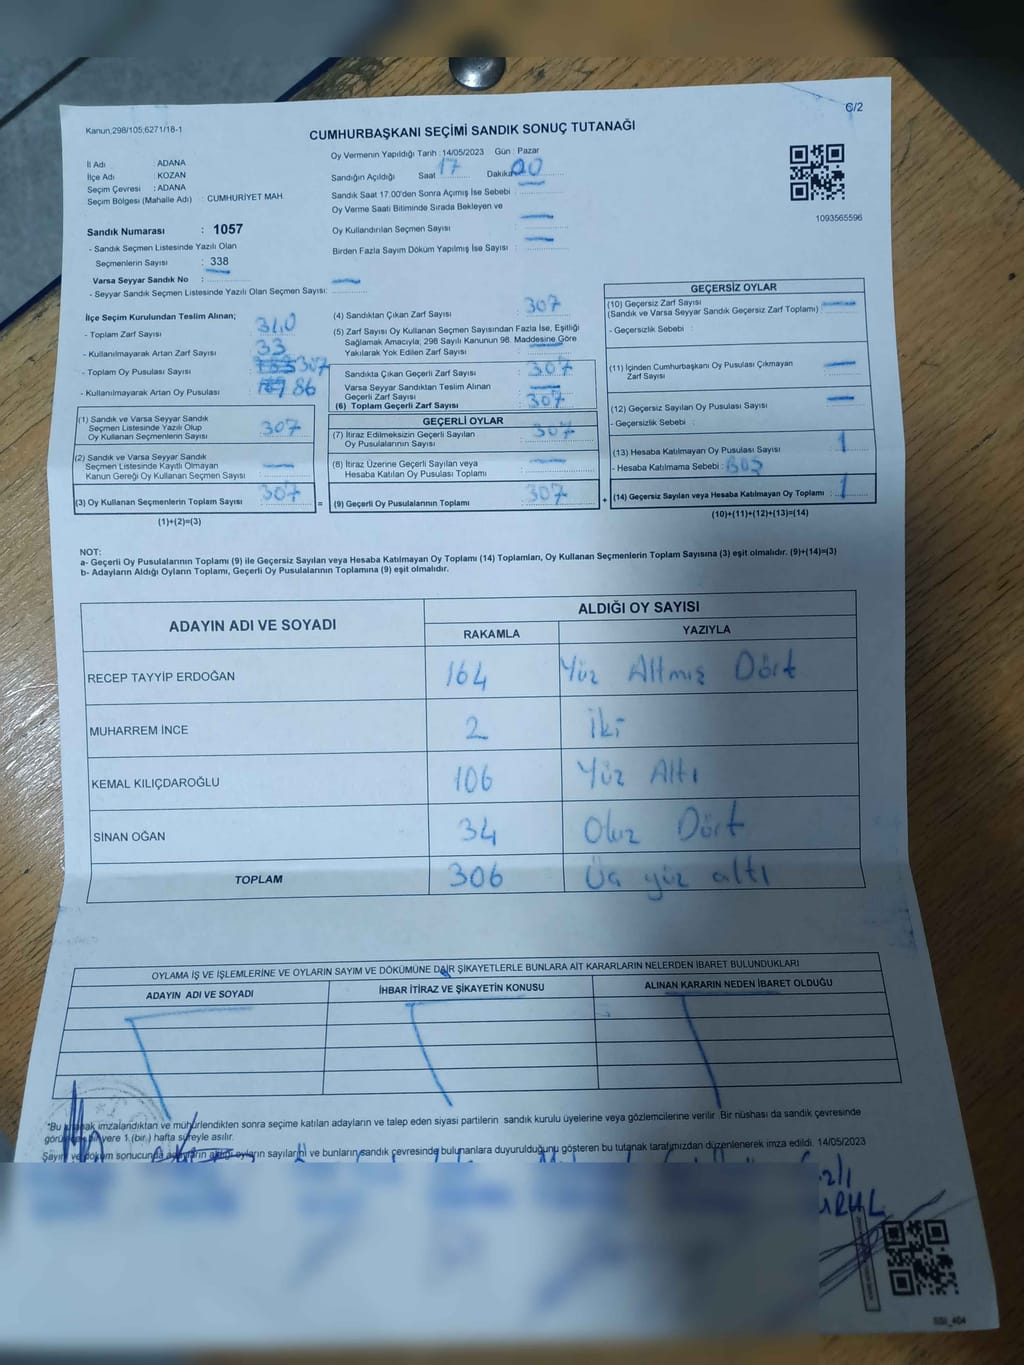 C/2
Kanun,298/105,6271/18-1
CUMHURBAŞKANI SEÇİMİ SANDIK SONUÇ TUTANAĞI
İl Adı : ADANA
İlçe Adı : KOZAN
Seçim Çevresi : ADANA
Seçim Bölgesi (Mahalle Adı) : CUMHURİYET MAH.
Sandık Numarası : 1057
- Sandık Seçmen Listesinde Yazılı Olan
Seçmenlerin Sayısı : 338
Varsa Seyyar Sandık No :
- Seyyar Sandık Seçmen Listesinde Yazılı Olan Seçmen Sayısı:
Oy Vermenin Yapıldığı Tarih : 14/05/2023 Gün : Pazar
Sandığın Açıldığı Saat 17 Dakika 00
Sandık Saat 17.00'den Sonra Açımış İse Sebebi :
Oy Verme Saati Bitiminde Sırada Bekleyen ve
Oy Kullandırılan Seçmen Sayısı :
Birden Fazla Sayım Döküm Yapılmış İse Sayısı :
1093565596
İlçe Seçim Kurulundan Teslim Alınan;
- Toplam Zarf Sayısı : 340
- Kullanılmayarak Artan Zarf Sayısı : 33
- Toplam Oy Pusulası Sayısı : 307
- Kullanılmayarak Artan Oy Pusulası : 86
(1) Sandık ve Varsa Seyyar Sandık
Seçmen Listesinde Yazılı Olup
Oy Kullanan Seçmenlerin Sayısı : 307
(2) Sandık ve Varsa Seyyar Sandık
Seçmen Listesinde Kayıtlı Olmayan
Kanun Gereği Oy Kullanan Seçmen Sayısı :
(3) Oy Kullanan Seçmenlerin Toplam Sayısı : 307
(1)+(2)=(3)
(4) Sandıktan Çıkan Zarf Sayısı : 307
(5) Zarf Sayısı Oy Kullanan Seçmen Sayısından Fazla İse, Eşitliği
Sağlamak Amacıyla; 298 Sayılı Kanunun 98. Maddesine Göre
Yakılarak Yok Edilen Zarf Sayısı :
Sandıkta Çıkan Geçerli Zarf Sayısı : 307
Varsa Seyyar Sandıktan Teslim Alınan
Geçerli Zarf Sayısı :
(6) Toplam Geçerli Zarf Sayısı : 307
GEÇERLİ OYLAR
(7) İtiraz Edilmeksizin Geçerli Sayılan
Oy Pusulalarının Sayısı : 307
(8) İtiraz Üzerine Geçerli Sayılan veya
Hesaba Katılan Oy Pusulası Toplamı :
= (9) Geçerli Oy Pusulalarının Toplamı : 307
GEÇERSİZ OYLAR
(10) Geçersiz Zarf Sayısı
(Sandık ve Varsa Seyyar Sandık Geçersiz Zarf Toplamı) :
- Geçersizlik Sebebi :
(11) İçinden Cumhurbaşkanı Oy Pusulası Çıkmayan
Zarf Sayısı :
(12) Geçersiz Sayılan Oy Pusulası Sayısı :
- Geçersizlik Sebebi :
(13) Hesaba Katılmayan Oy Pusulası Sayısı : 1
- Hesaba Katılmama Sebebi : Boş
+ (14) Geçersiz Sayılan veya Hesaba Katılmayan Oy Toplamı : 1
(10)+(11)+(12)+(13)=(14)
NOT:
a- Geçerli Oy Pusulalarının Toplamı (9) ile Geçersiz Sayılan veya Hesaba Katılmayan Oy Toplamı (14) Toplamları, Oy Kullanan Seçmenlerin Toplam Sayısına (3) eşit olmalıdır. (9)+(14)=(3)
b- Adayların Aldığı Oyların Toplamı, Geçerli Oy Pusulalarının Toplamına (9) eşit olmalıdır.
ADAYIN ADI VE SOYADI ALDIĞI OY SAYISI
RAKAMLA YAZIYLA
RECEP TAYYİP ERDOĞAN 164 Yüz Altmış Dört
MUHARREM İNCE 2 İki
KEMAL KILIÇDAROĞLU 106 Yüz Altı
SİNAN OĞAN 34 Otuz Dört
TOPLAM 306 Üç yüz altı
OYLAMA İŞ VE İŞLEMLERİNE VE OYLARIN SAYIM VE DÖKÜMÜNE DAİR ŞİKAYETLERLE BUNLARA AİT KARARLARIN NELERDEN İBARET BULUNDUKLARI
ADAYIN ADI VE SOYADI İHBAR İTİRAZ VE ŞİKAYETİN KONUSU ALINAN KARARIN NEDEN İBARET OLDUĞU
"Bu tutanak imzalandıktan ve mühürlendikten sonra seçime katılan adayların ve talep eden siyasi partilerin sandık kurulu üyelerine veya gözlemcilerine verilir. Bir nüshası da sandık çevresinde
görülen bir yere 1 (bir ) hafta süreyle asılır.
Sayım ve döküm sonucunda adayların aldığı oyların sayılarını ve bunların sandık çevresinde bulunanlara duyurulduğunu gösteren bu tutanak tarafımızdan düzenlenerek imza edildi. 14/05/2023